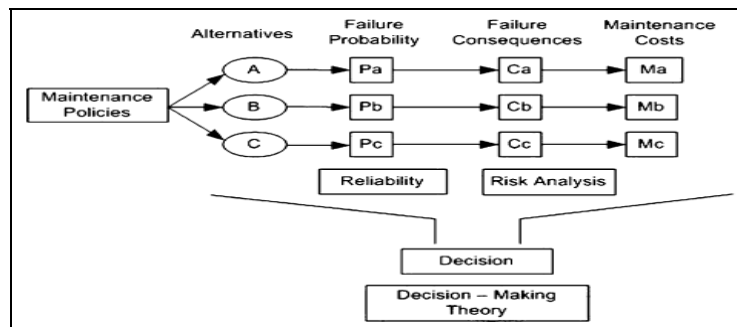 Alternatives
Failure
Probability
Failure
Consequences
Maintenance
Costs
Maintenance
Policies
A
Pa
Ca
Ma
B
Pb
Cb
Mb
C
Pc
Cc
Mc
Reliability
Risk Analysis
Decision
Decision – Making
Theory